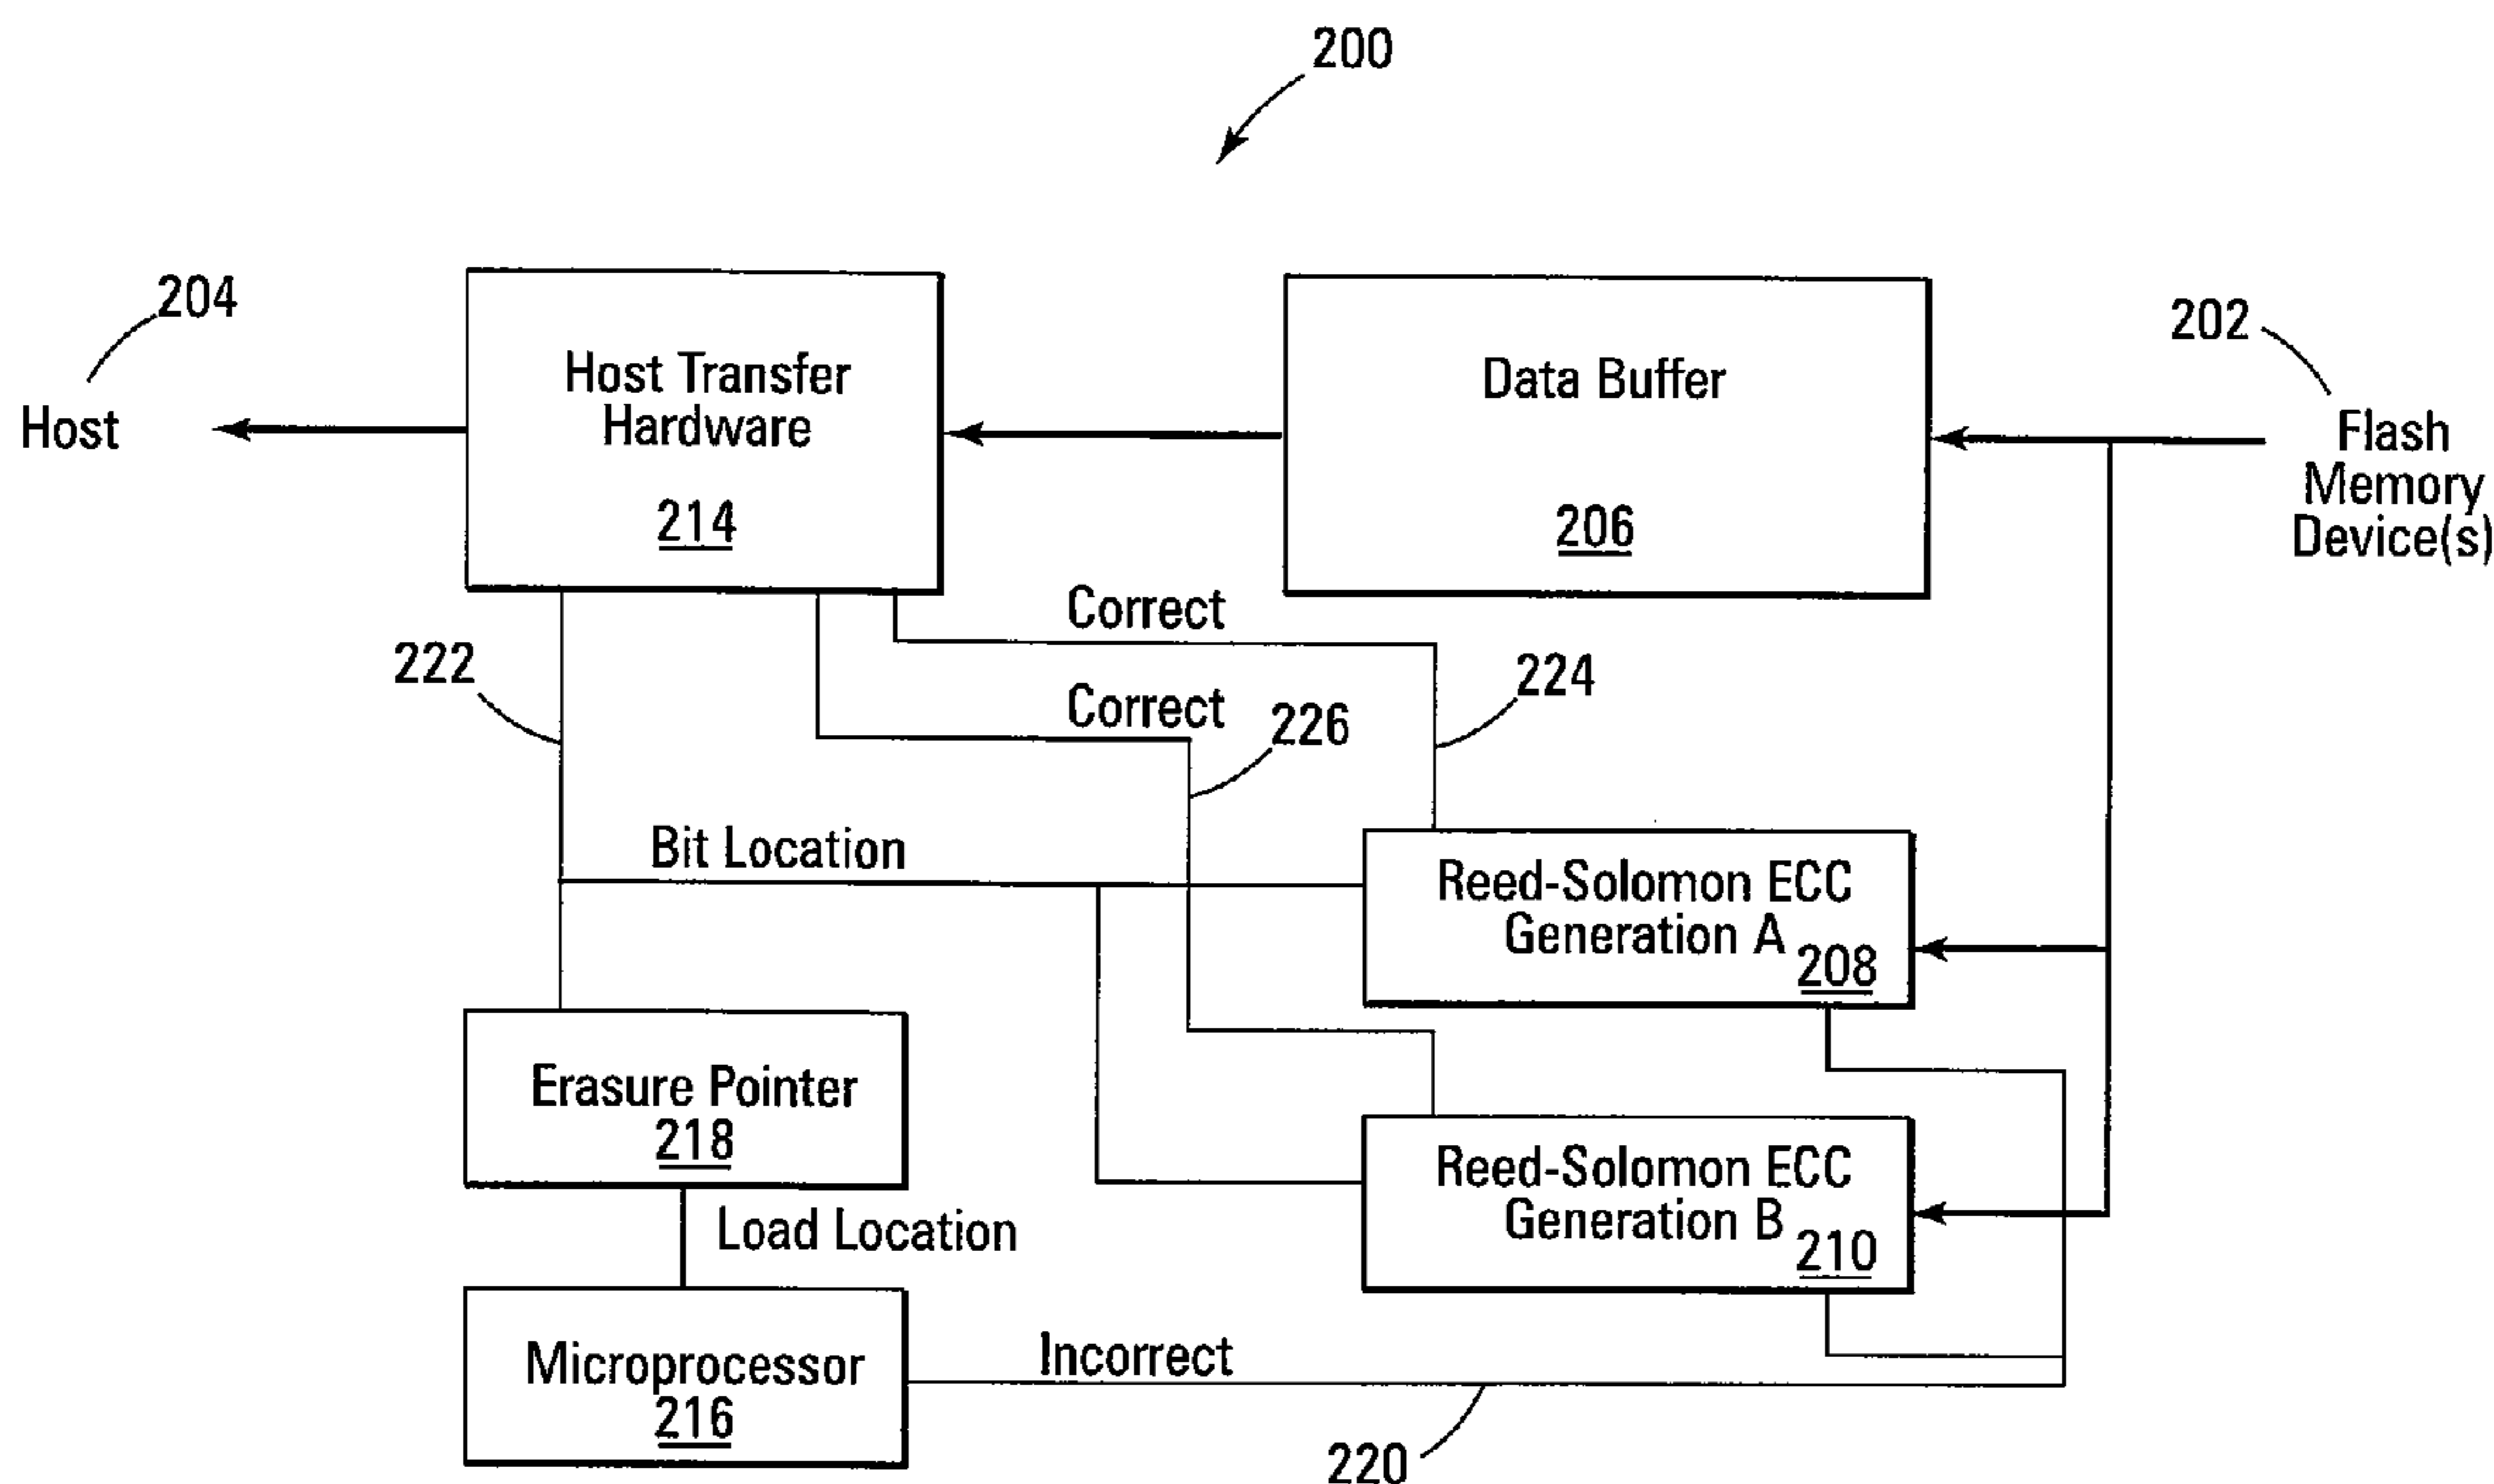 200
204
Host
Host Transfer
Hardware
214
Data Buffer
206
202
Flash
Memory
Device(s)
Correct
222
Correct
226
224
Bit Location
Reed-Solomon ECC
Generation A
208
Erasure Pointer
218
Load Location
Reed-Solomon ECC
Generation B
210
Microprocessor
216
Incorrect
220